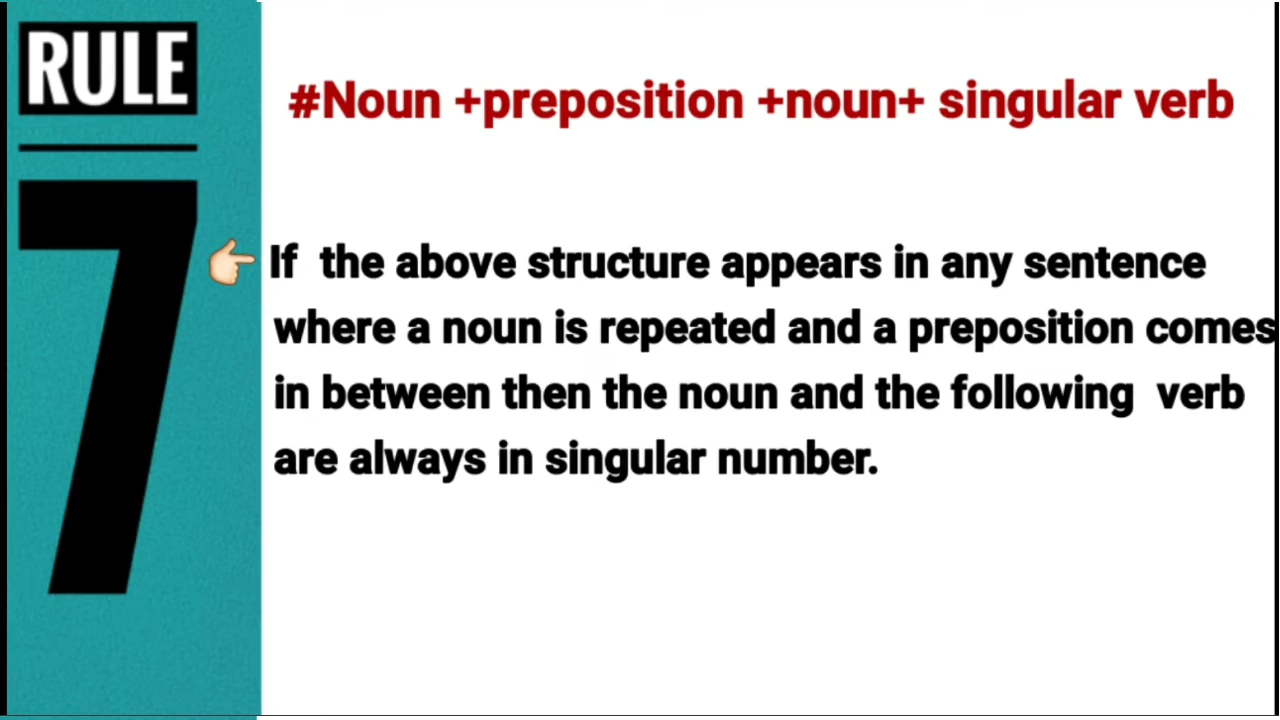 RULE
7
#Noun +preposition +noun+ singular verb
If the above structure appears in any sentence
where a noun is repeated and a preposition comes
in between then the noun and the following verb
are always in singular number.